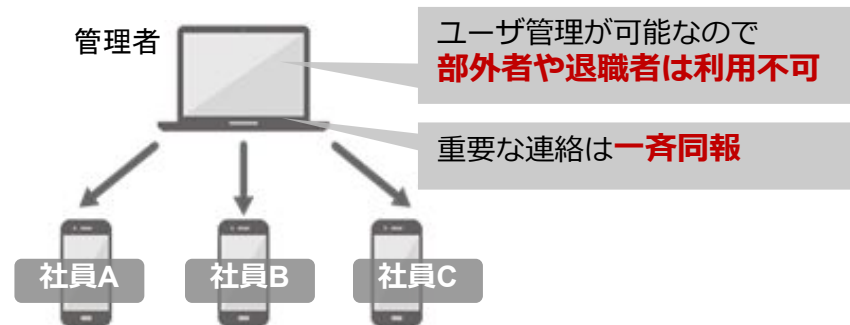 管理者
ユーザ管理が可能なので
部外者や退職者は利用不可
重要な連絡は一斉同報
社員A
社員B
社員C